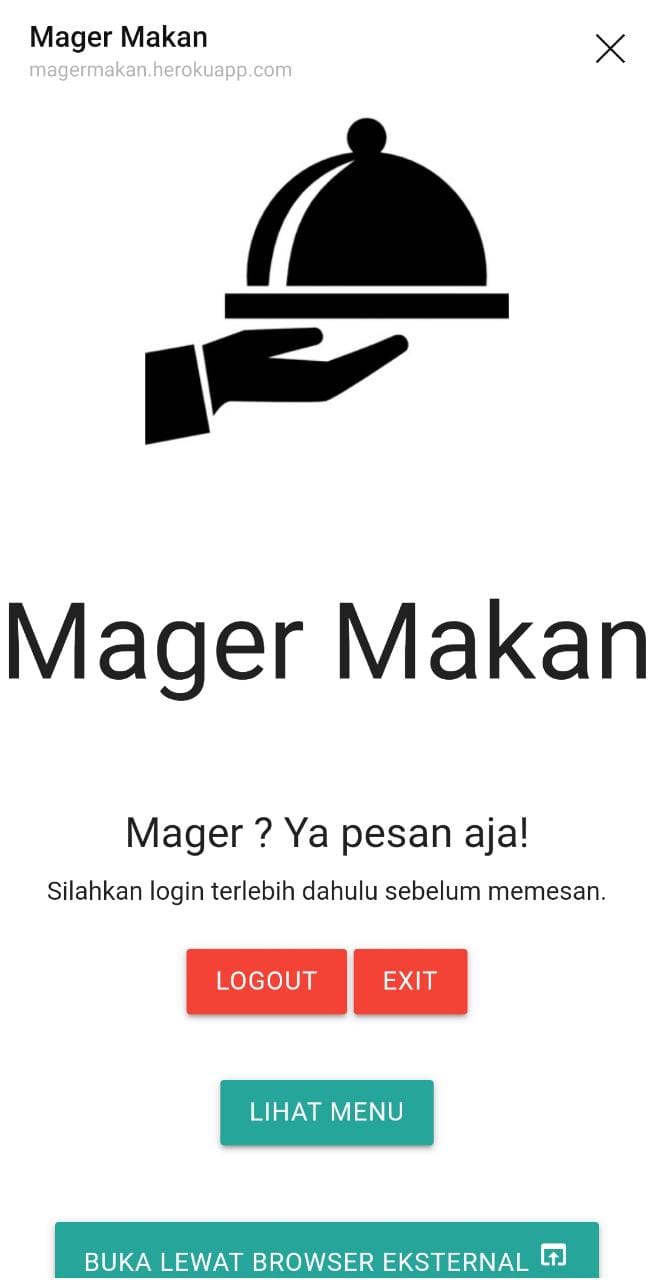 Mager Makan
magermakan.herokuapp.com
Mager Makan
Mager ? Ya pesan aja!
Silahkan login terlebih dahulu sebelum memesan.
LOGOUT EXIT
LIHAT MENU
BUKA LEWAT BROWSER EKSTERNAL